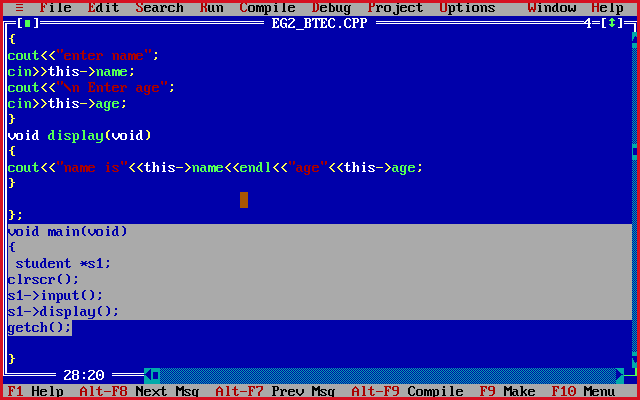 ≡ File Edit Search Run Compile Debug Project Options Window Help
[■] EG2_BTEC.CPP 4=[↕]
{
cout<<"enter name";
cin>>this->name;
cout<<"\n Enter age";
cin>>this->age;
}
void display(void)
{
cout<<"name is"<<this->name<<endl<<"age"<<this->age;
}
};
void main(void)
{
student *s1;
clrscr();
s1->input();
s1->display();
getch();
}
28:20
F1 Help Alt-F8 Next Msg Alt-F7 Prev Msg Alt-F9 Compile F9 Make F10 Menu